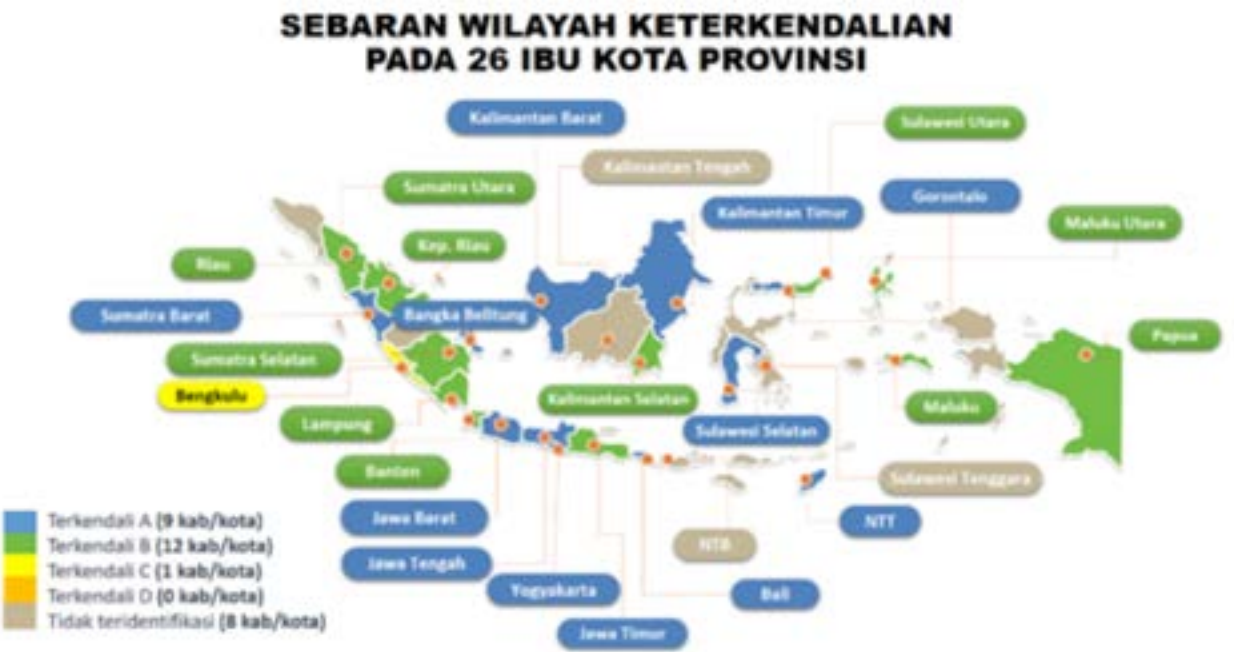 SEBARAN WILAYAH KETERKENDALIAN
PADA 26 IBU KOTA PROVINSI
Kalimantan Barat
Sulawesi Utara
Kalimantan Tengah
Sumatra Utara
Gorontalo
Kalimantan Timur
Maluku Utara
Kep. Riau
Riau
Sumatra Barat
Bangka Belitung
Papua
Sumatra Selatan
Bengkulu
Kalimantan Selatan
Maluku
Lampung
Sulawesi Selatan
Banten
Sulawesi Tenggara
Jawa Barat
NTT
NTB
Jawa Tengah
Yogyakarta
Bali
Jawa Timur
Terkendali A (9 kab/kota)
Terkendali B (12 kab/kota)
Terkendali C (1 kab/kota)
Terkendali D (0 kab/kota)
Tidak teridentifikasi (8 kab/kota)